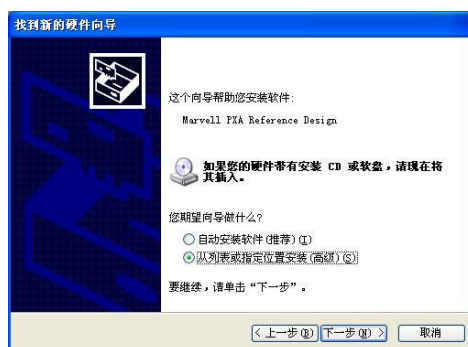 找到新的硬件向导
这个向导帮助您安装软件:
Marvell PXA Reference Design
如果您的硬件带有安装 CD 或软盘，请现在将
其插入。
您期望向导做什么?
自动安装软件(推荐)(I)
从列表或指定位置安装(高级)(S)
要继续，请单击“下一步”。
< 上一步(B) 下一步(N) > 取消